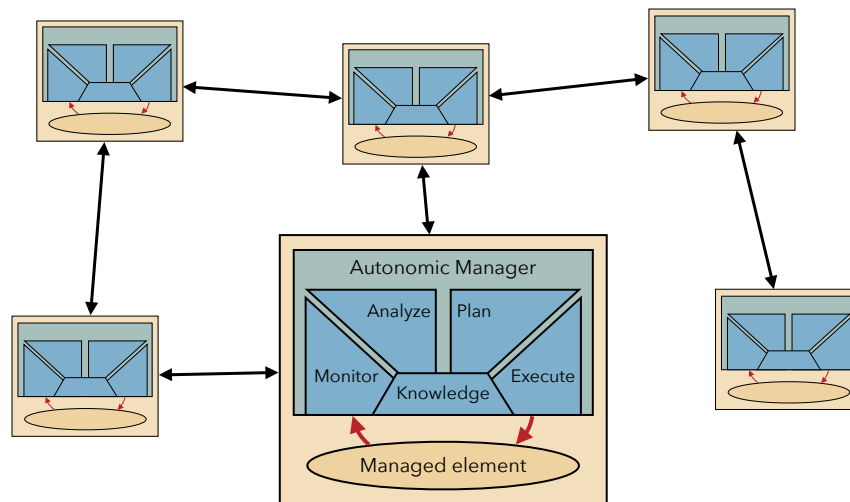 Autonomic Manager
Analyze Plan
Monitor Execute
Knowledge
Managed element